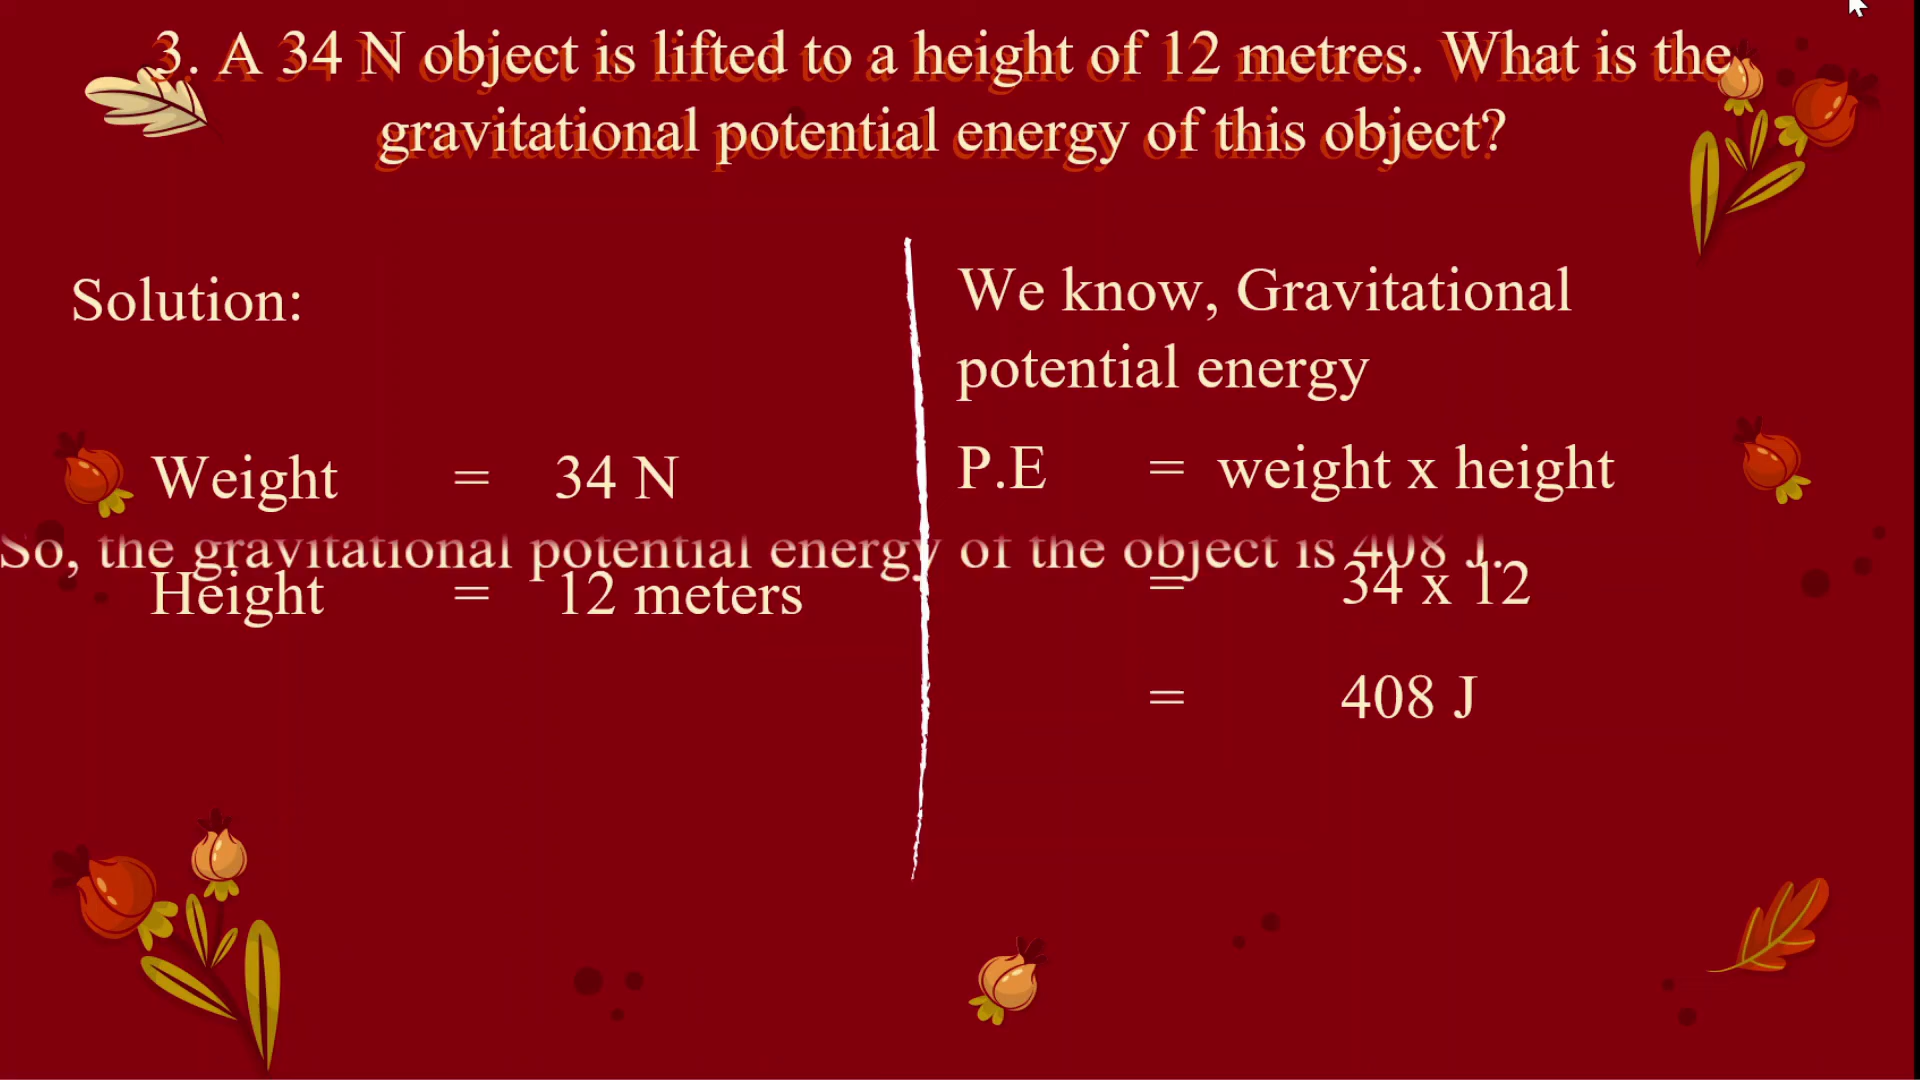 3. A 34 N object is lifted to a height of 12 metres. What is the
gravitational potential energy of this object?
Solution:
Weight = 34 N
Height = 12 meters
We know, Gravitational
potential energy
P.E = weight x height
= 34 x 12
= 408 J
So, the gravitational potential energy of the object is 408 J.